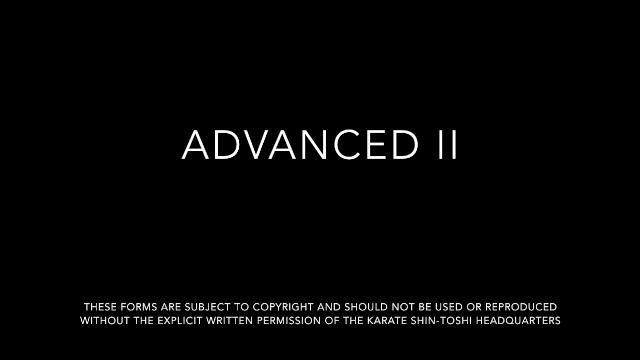 ADVANCED II
THESE FORMS ARE SUBJECT TO COPYRIGHT AND SHOULD NOT BE USED OR REPRODUCED
WITHOUT THE EXPLICIT WRITTEN PERMISSION OF THE KARATE SHIN-TOSHI HEADQUARTERS